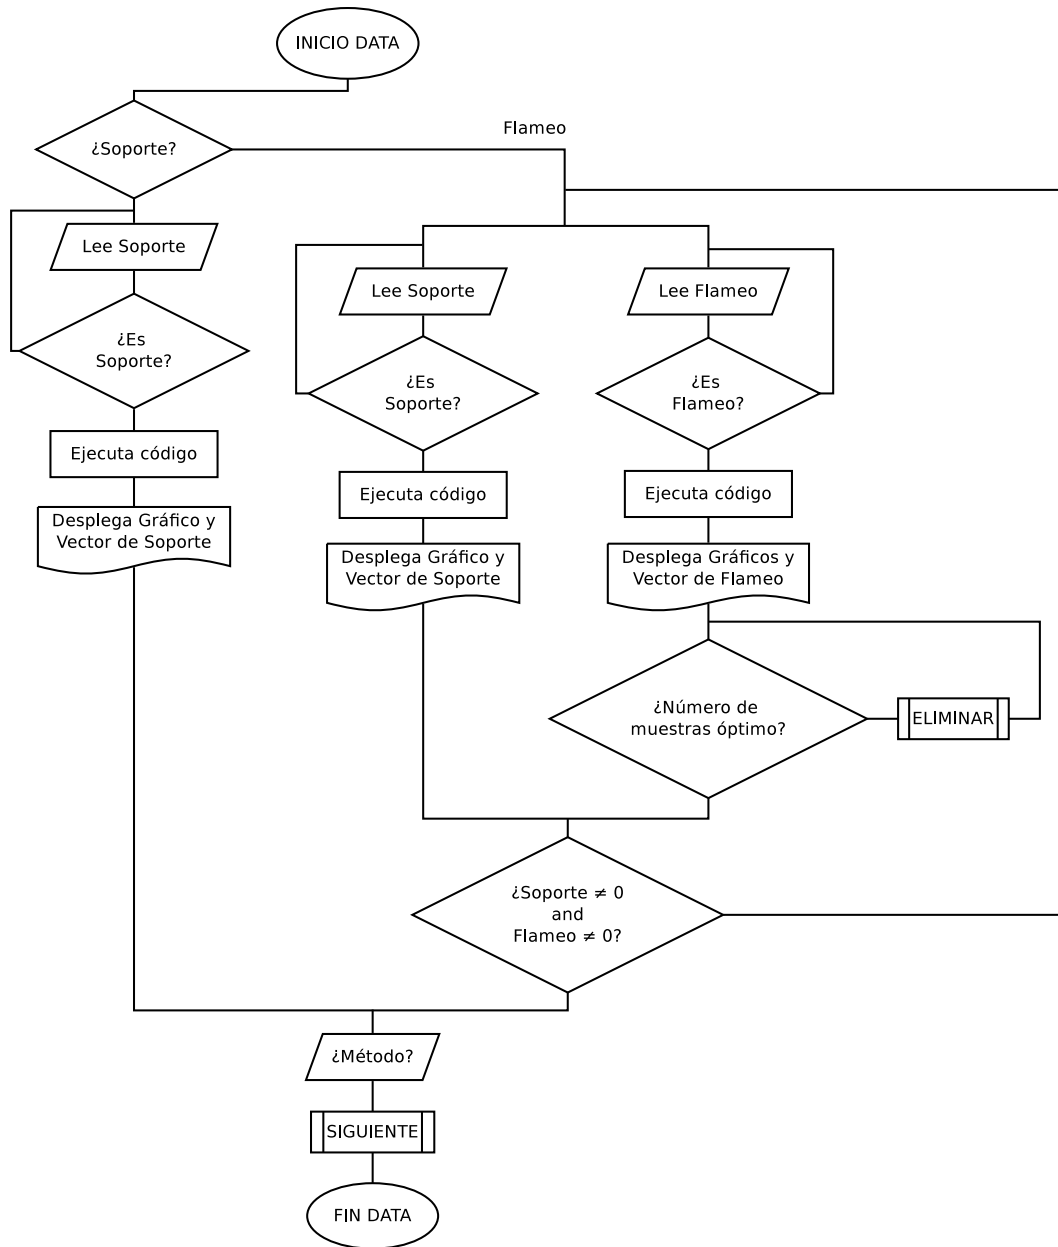 INICIO DATA
Flameo
¿Soporte?
Lee Soporte
¿Es
Soporte?
Ejecuta código
Desplega Gráfico y
Vector de Soporte
Lee Soporte
¿Es
Soporte?
Ejecuta código
Desplega Gráfico y
Vector de Soporte
Lee Flameo
¿Es
Flameo?
Ejecuta código
Desplega Gráficos y
Vector de Flameo
¿Número de
muestras óptimo?
ELIMINAR
¿Soporte ≠ 0
and
Flameo ≠ 0?
¿Método?
SIGUIENTE
FIN DATA